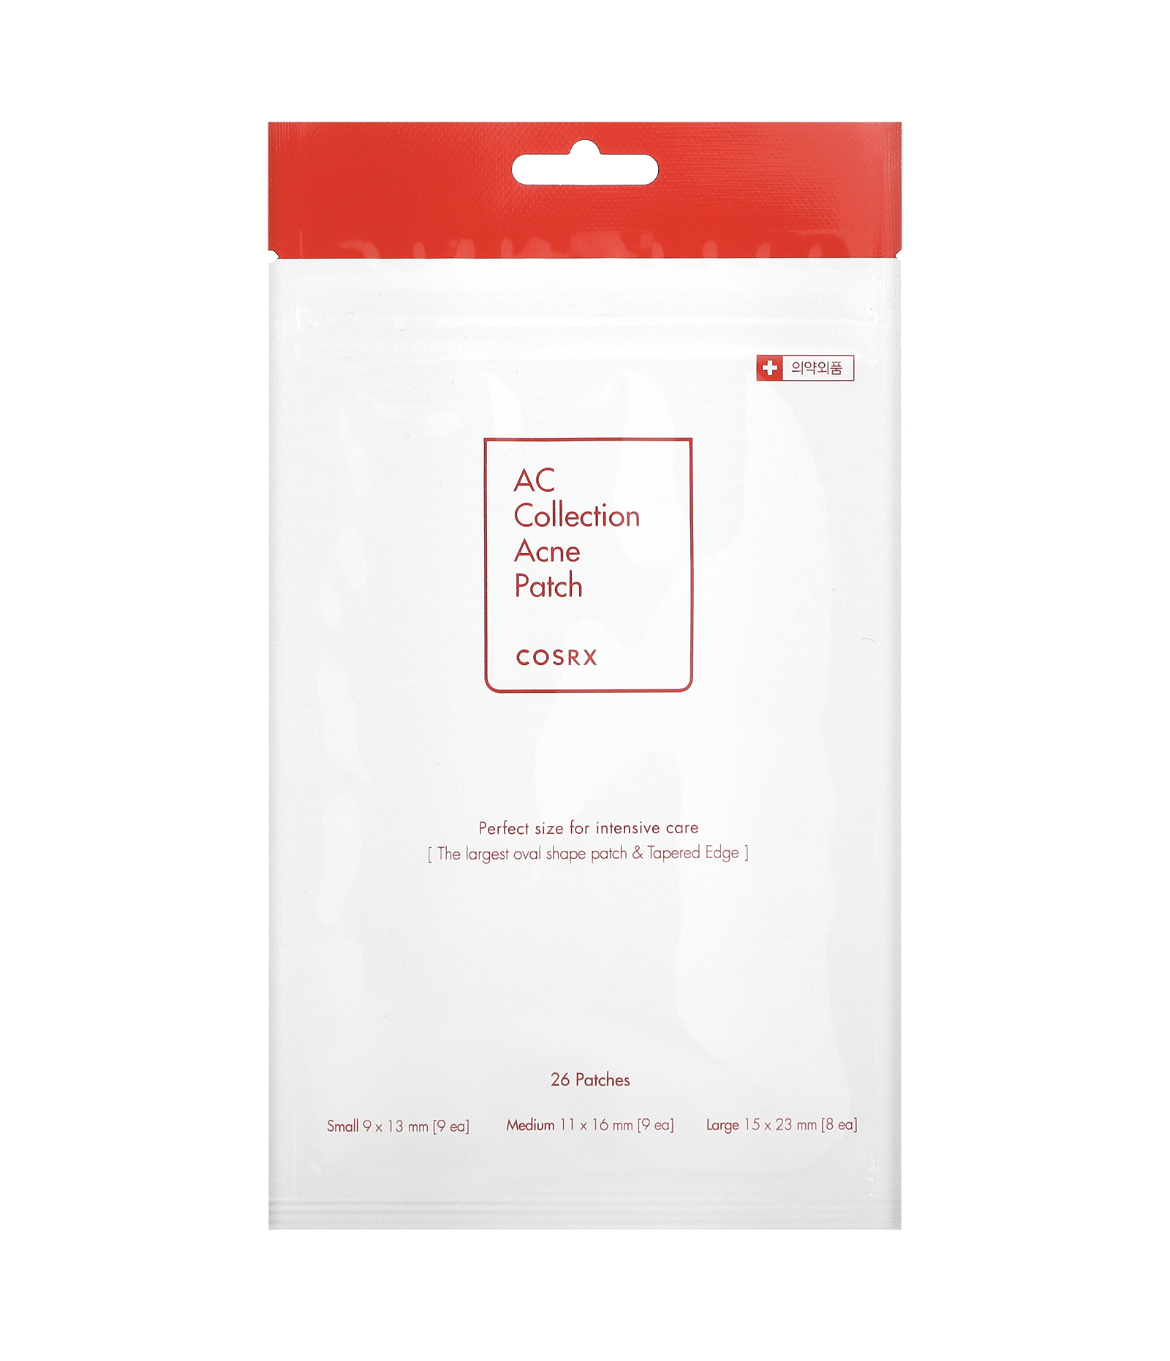 의약외품
AC
Collection
Acne
Patch
COSRX
Perfect size for intensive care
[ The largest oval shape patch & Tapered Edge ]
26 Patches
Small 9 x 13 mm [9 ea] Medium 11 x 16 mm [9 ea] Large 15 x 23 mm [8 ea]